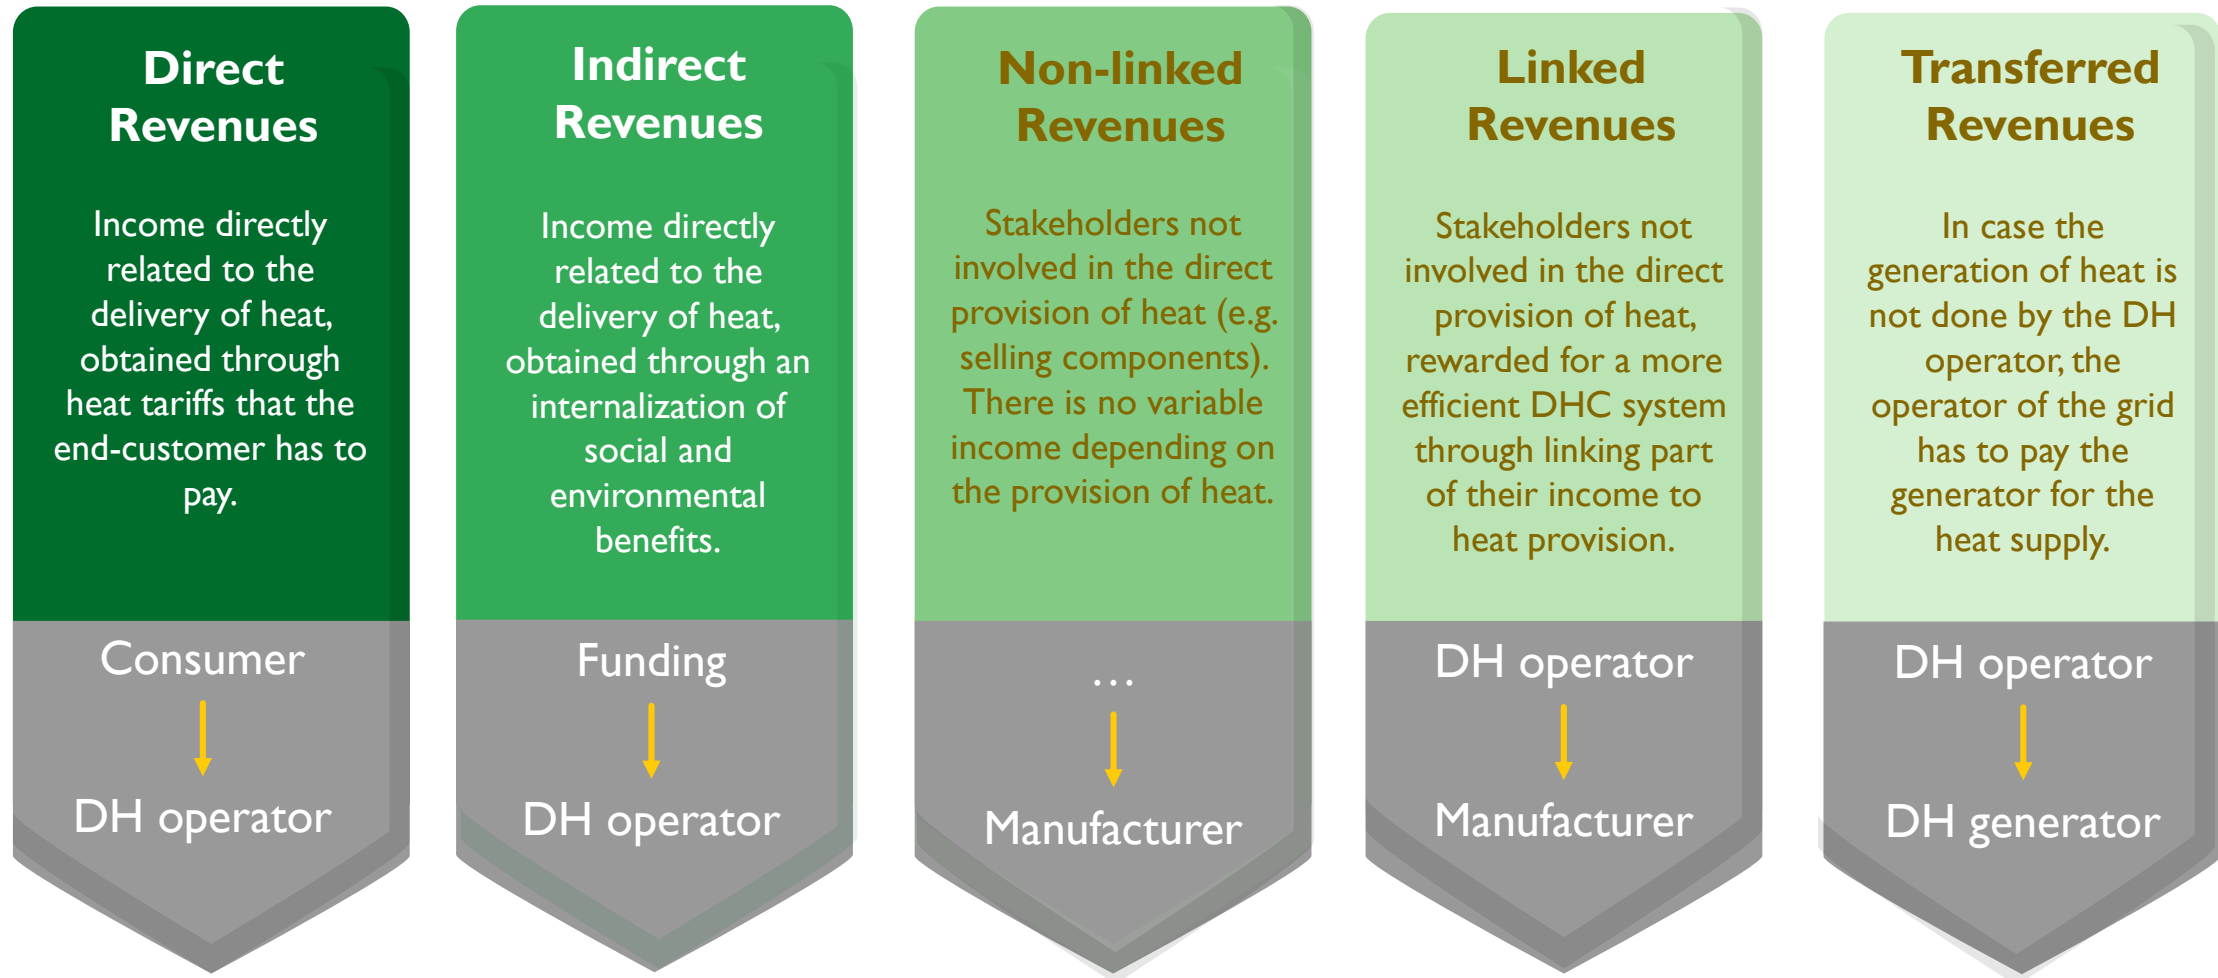 Direct
Revenues
Income directly
related to the
delivery of heat,
obtained through
heat tariffs that the
end-customer has to
pay.
Consumer
DH operator
Indirect
Revenues
Income directly
related to the
delivery of heat,
obtained through an
internalization of
social and
environmental
benefits.
Funding
DH operator
Non-linked
Revenues
Stakeholders not
involved in the direct
provision of heat (e.g.
selling components).
There is no variable
income depending on
the provision of heat.
...
Manufacturer
Linked
Revenues
Stakeholders not
involved in the direct
provision of heat,
rewarded for a more
efficient DHC system
through linking part
of their income to
heat provision.
DH operator
Manufacturer
Transferred
Revenues
In case the
generation of heat is
not done by the DH
operator, the
operator of the grid
has to pay the
generator for the
heat supply.
DH operator
DH generator